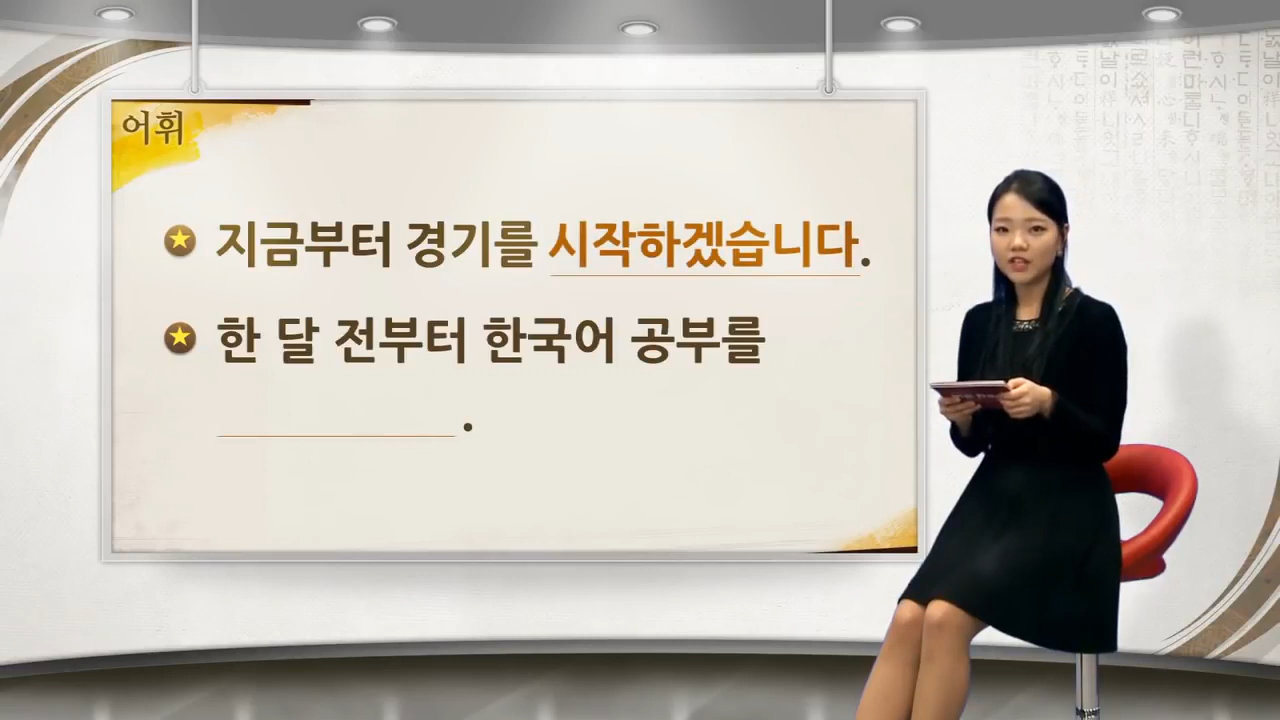 어휘
지금부터 경기를 시작하겠습니다.
한 달 전부터 한국어 공부를
.